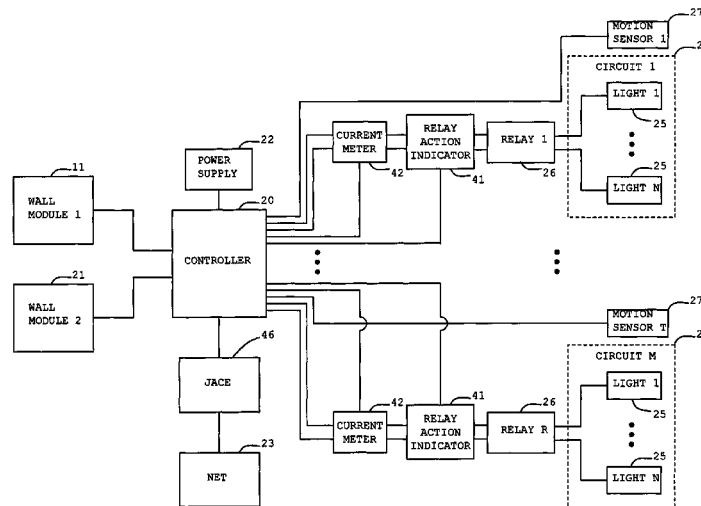 27
MOTION
SENSOR 1
2
CIRCUIT 1
LIGHT 1
25
25
LIGHT N
22
POWER
SUPPLY
CURRENT
METER
42
RELAY
ACTION
INDICATOR
41
RELAY 1
26
11
WALL
MODULE 1
20
CONTROLLER
21
WALL
MODULE 2
27
MOTION
SENSOR T
2
CIRCUIT M
LIGHT 1
25
25
LIGHT N
46
JACE
42
CURRENT
METER
41
RELAY
ACTION
INDICATOR
26
RELAY R
23
NET